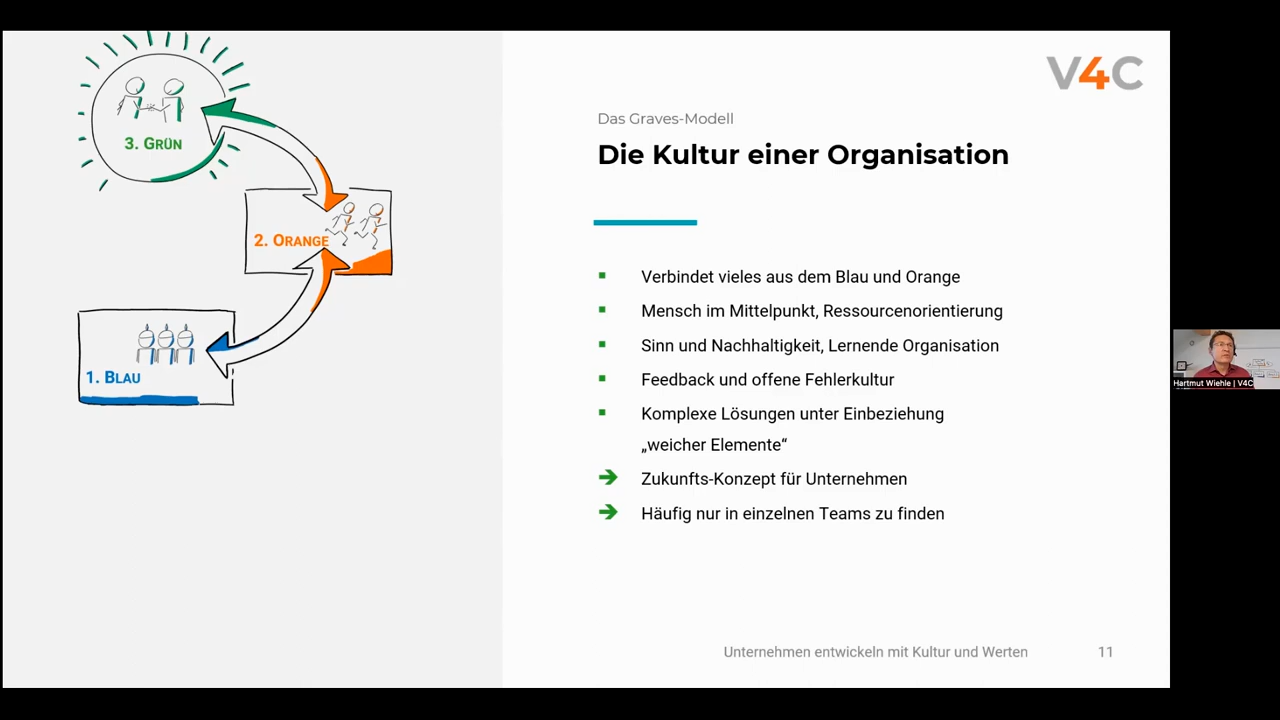 V4C
Das Graves-Modell
Die Kultur einer Organisation
3. GRÜN
2. ORANGE
1. BLAU
Verbindet vieles aus dem Blau und Orange
Mensch im Mittelpunkt, Ressourcenorientierung
Sinn und Nachhaltigkeit, Lernende Organisation
Feedback und offene Fehlerkultur
Komplexe Lösungen unter Einbeziehung
„weicher Elemente“
Zukunfts-Konzept für Unternehmen
Häufig nur in einzelnen Teams zu finden
Unternehmen entwickeln mit Kultur und Werten 11
Hartmut Wiehle | V4C